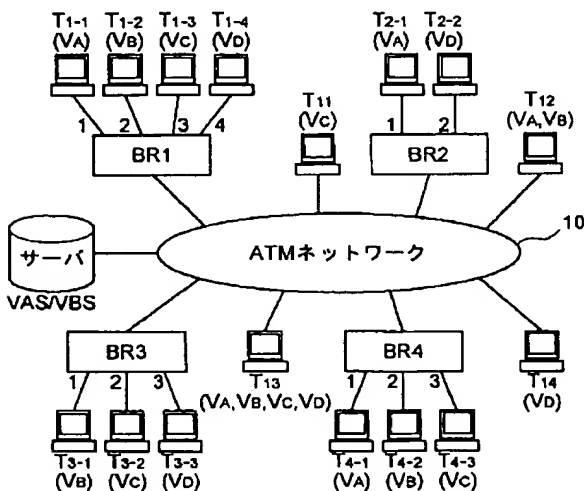 T1-1 T1-2 T1-3 T1-4
(VA) (VB) (VC) (VD)
T2-1 T2-2
(VA) (VD)
T11
(VC)
T12
(VA,VB)
1 2 3 4
BR1
1 2
BR2
10
サーバ
VAS/VBS
ATMネットワーク
BR3
1 2 3
T13
(VA,VB,VC,VD)
BR4
1 2 3
T14
(VD)
T3-1 T3-2 T3-3
(VB) (VC) (VD)
T4-1 T4-2 T4-3
(VA) (VB) (VC)